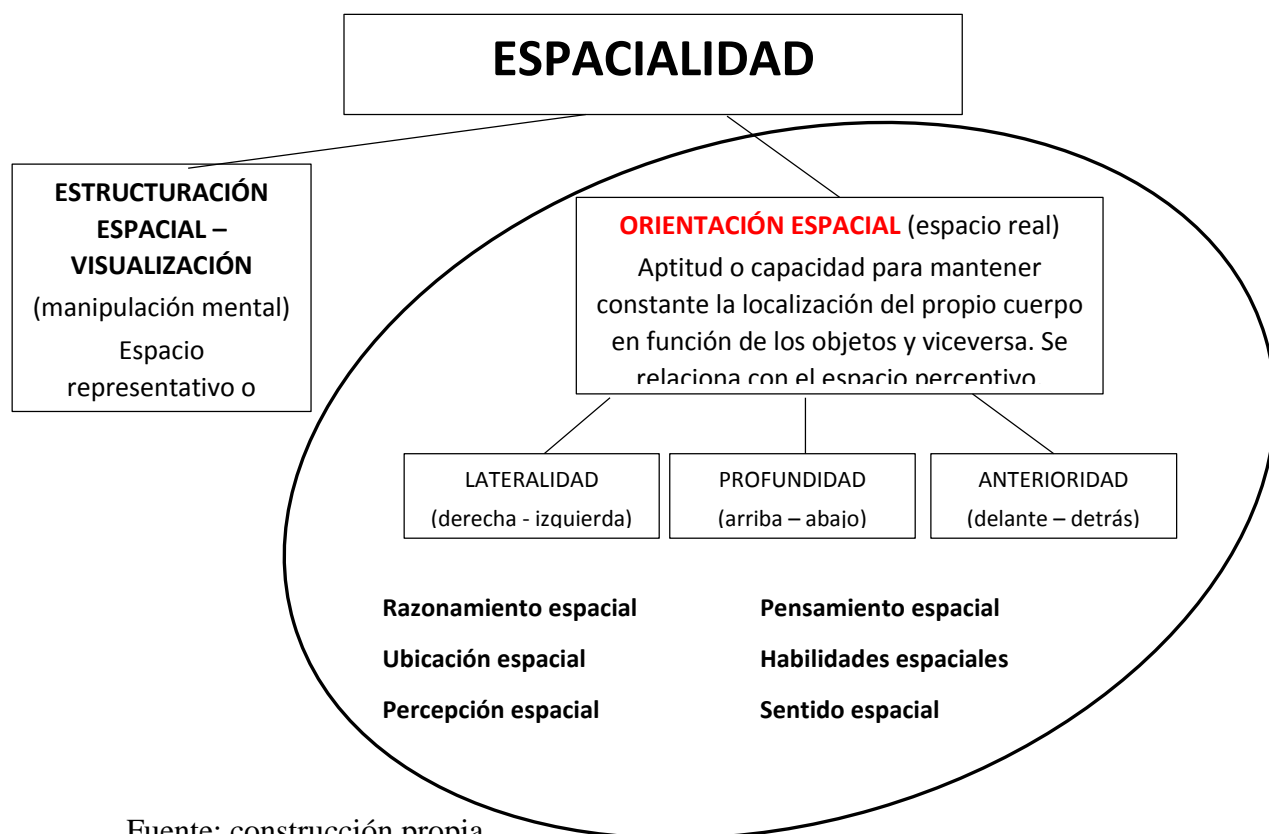 ESPACIALIDAD
ESTRUCTURACIÓN
ESPACIAL –
VISUALIZACIÓN
(manipulación mental)
Espacio
representativo o
ORIENTACIÓN ESPACIAL (espacio real)
Aptitud o capacidad para mantener
constante la localización del propio cuerpo
en función de los objetos y viceversa. Se
relaciona con el espacio perceptivo
LATERALIDAD
(derecha - izquierda)
PROFUNDIDAD
(arriba – abajo)
ANTERIORIDAD
(delante – detrás)
Razonamiento espacial
Ubicación espacial
Percepción espacial
Pensamiento espacial
Habilidades espaciales
Sentido espacial
Fuente: construcción propia